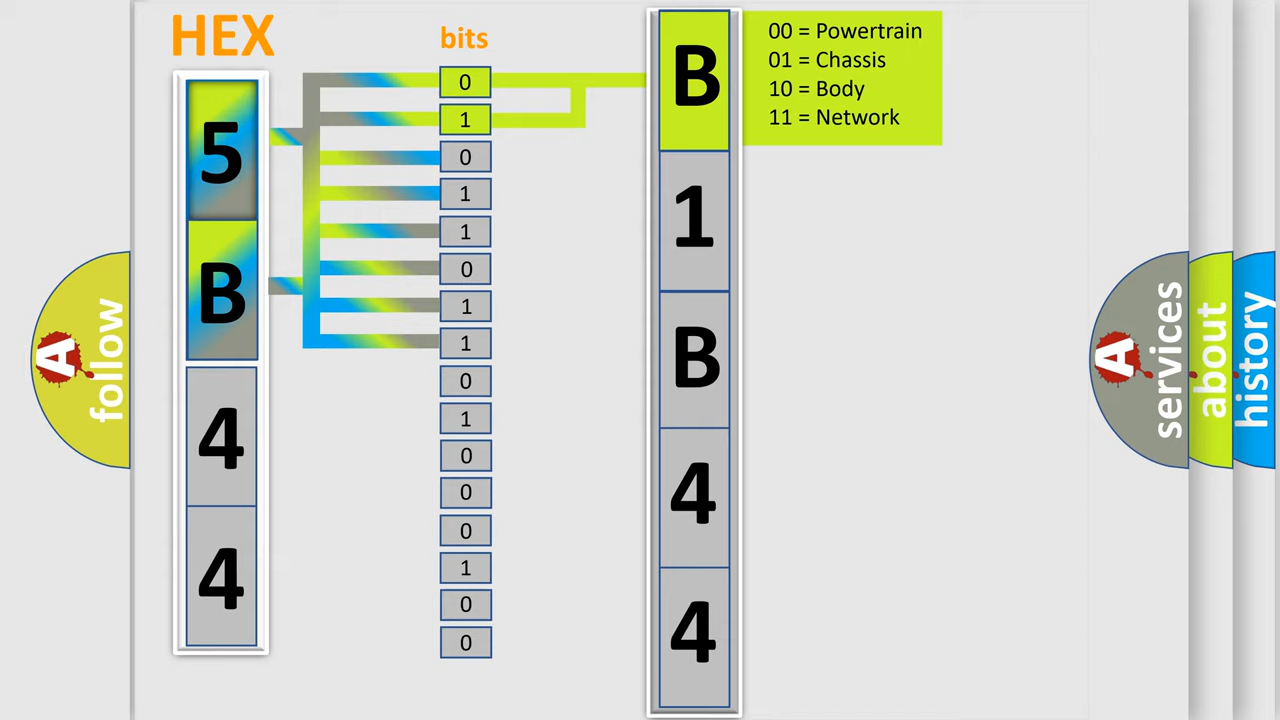 HEX
bits
5
B
4
4
0
1
0
1
1
0
1
1
0
1
0
0
0
1
0
0
B
1
B
4
4
00 = Powertrain
01 = Chassis
10 = Body
11 = Network
A
follow
A
services
about
history